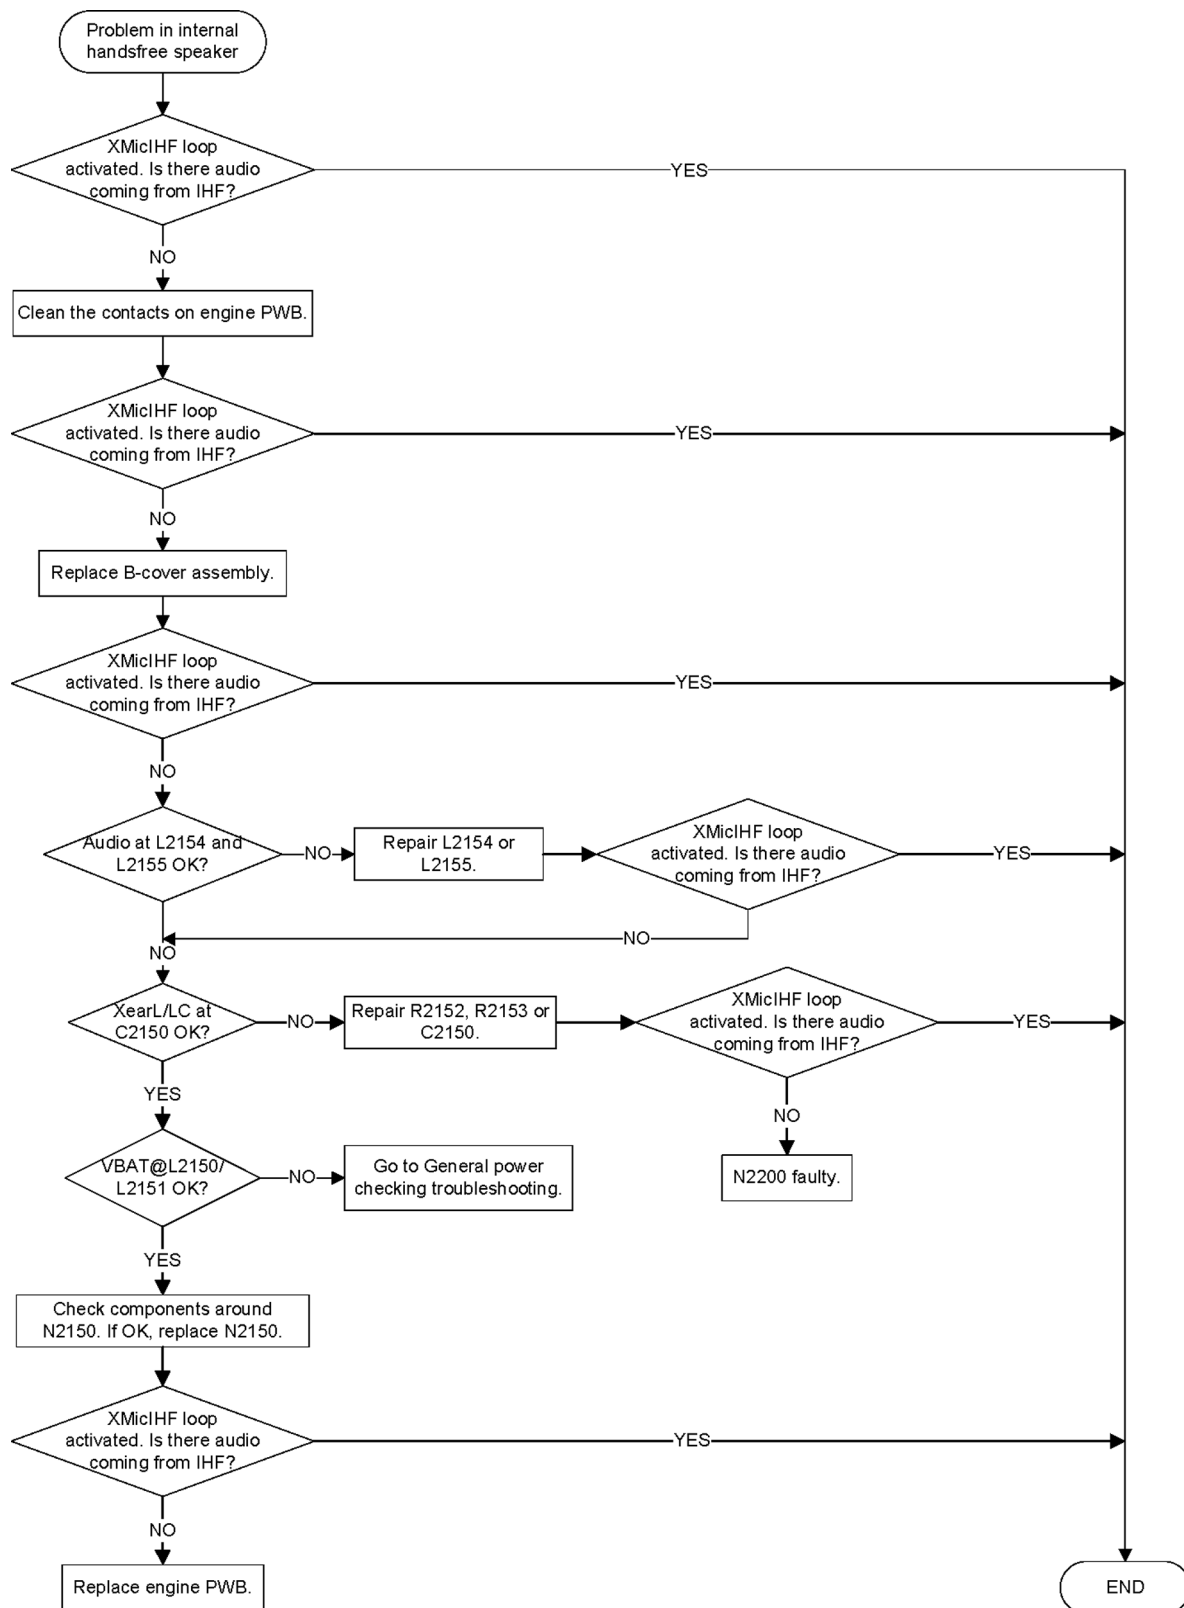 Problem in internal
handsfree speaker
XMicIHF loop
activated. Is there audio
coming from IHF?
YES
NO
Clean the contacts on engine PWB.
XMicIHF loop
activated. Is there audio
coming from IHF?
YES
NO
Replace B-cover assembly.
XMicIHF loop
activated. Is there audio
coming from IHF?
YES
NO
Audio at L2154 and
L2155 OK?
NO
Repair L2154 or
L2155.
XMicIHF loop
activated. Is there audio
coming from IHF?
YES
NO
NO
XearL/LC at
C2150 OK?
NO
Repair R2152, R2153 or
C2150.
XMicIHF loop
activated. Is there audio
coming from IHF?
YES
NO
N2200 faulty.
YES
VBAT@L2150/
L2151 OK?
NO
Go to General power
checking troubleshooting.
YES
Check components around
N2150. If OK, replace N2150.
XMicIHF loop
activated. Is there audio
coming from IHF?
YES
NO
Replace engine PWB.
END